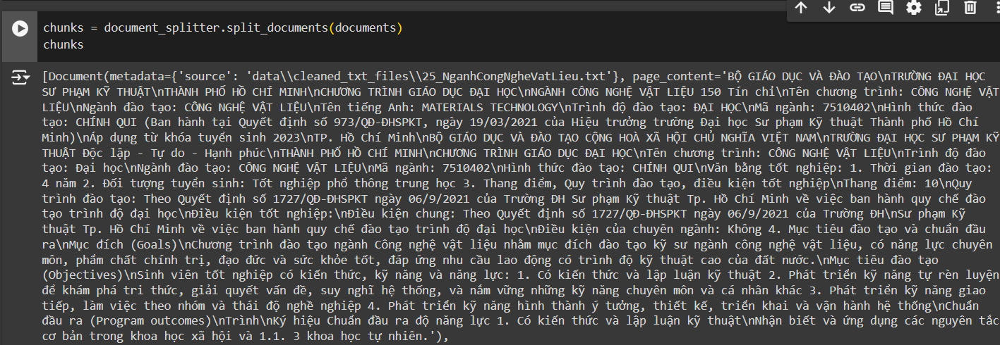 chunks = document_splitter.split_documents(documents)
chunks
[Document(metadata={'source': 'data\\cleaned_txt_files\\25_NganhCongNgheVatLieu.txt'}, page_content='BỘ GIÁO DỤC VÀ ĐÀO TẠO\nTRƯỜNG ĐẠI HỌC
SƯ PHẠM KỸ THUẬT\nTHÀNH PHỐ HỒ CHÍ MINH\nCHƯƠNG TRÌNH GIÁO DỤC ĐẠI HỌC\nNGÀNH CÔNG NGHỆ VẬT LIỆU 150 Tín chỉ\nTên chương trình: CÔNG NGHỆ VẬT
LIỆU\nNgành đào tạo: CÔNG NGHỆ VẬT LIỆU\nTên tiếng Anh: MATERIALS TECHNOLOGY\nTrình độ đào tạo: ĐẠI HỌC\nMã ngành: 7510402\nHình thức đào
tạo: CHÍNH QUI (Ban hành tại Quyết định số 973/QĐ-ĐHSPKT, ngày 19/03/2021 của Hiệu trưởng trường Đại học Sư phạm Kỹ thuật Thành phố Hồ Chí
Minh)\nÁp dụng từ khóa tuyển sinh 2023\nTP. Hồ Chí Minh\nBỘ GIÁO DỤC VÀ ĐÀO TẠO CỘNG HOÀ XÃ HỘI CHỦ NGHĨA VIỆT NAM\nTRƯỜNG ĐẠI HỌC SƯ PHẠM KỸ
THUẬT Độc lập - Tự do - Hạnh phúc\nTHÀNH PHỐ HỒ CHÍ MINH\nCHƯƠNG TRÌNH GIÁO DỤC ĐẠI HỌC\nTên chương trình: CÔNG NGHỆ VẬT LIỆU\nTrình độ đào
tạo: Đại học\nNgành đào tạo: CÔNG NGHỆ VẬT LIỆU\nMã ngành: 7510402\nHình thức đào tạo: CHÍNH QUI\nVăn bằng tốt nghiệp: 1. Thời gian đào tạo:
4 năm 2. Đối tượng tuyển sinh: Tốt nghiệp phổ thông trung học 3. Thang điểm, Quy trình đào tạo, điều kiện tốt nghiệp\nThang điểm: 10\nQuy
trình đào tạo: Theo Quyết định số 1727/QĐ-ĐHSPKT ngày 06/9/2021 của Trường ĐH Sư phạm Kỹ thuật Tp. Hồ Chí Minh về việc ban hành quy chế đào
tạo trình độ đại học\nĐiều kiện tốt nghiệp:\nĐiều kiện chung: Theo Quyết định số 1727/QĐ-ĐHSPKT ngày 06/9/2021 của Trường ĐH\nSư phạm Kỹ
thuật Tp. Hồ Chí Minh về việc ban hành quy chế đào tạo trình độ đại học\nĐiều kiện của chuyên ngành: Không 4. Mục tiêu đào tạo và chuẩn đầu
ra\nMục đích (Goals)\nChương trình đào tạo ngành Công nghệ vật liệu nhằm mục đích đào tạo kỹ sư ngành công nghệ vật liệu, có năng lực chuyên
môn, phẩm chất chính trị, đạo đức và sức khỏe tốt, đáp ứng nhu cầu lao động có trình độ kỹ thuật cao của đất nước.\nMục tiêu đào tạo
(Objectives)\nSinh viên tốt nghiệp có kiến thức, kỹ năng và năng lực: 1. Có kiến thức và lập luận kỹ thuật 2. Phát triển kỹ năng tự rèn luyện
để khám phá tri thức, giải quyết vấn đề, suy nghĩ hệ thống, và nắm vững những kỹ năng chuyên môn và cá nhân khác 3. Phát triển kỹ năng giao
tiếp, làm việc theo nhóm và thái độ nghề nghiệp 4. Phát triển kỹ năng hình thành ý tưởng, thiết kế, triển khai và vận hành hệ thống\nChuẩn
đầu ra (Program outcomes)\nTrình\nKý hiệu Chuẩn đầu ra độ năng lực 1. Có kiến thức và lập luận kỹ thuật\nNhận biết và ứng dụng các nguyên tắc
cơ bản trong khoa học xã hội và 1.1. 3 khoa học tự nhiên.'),